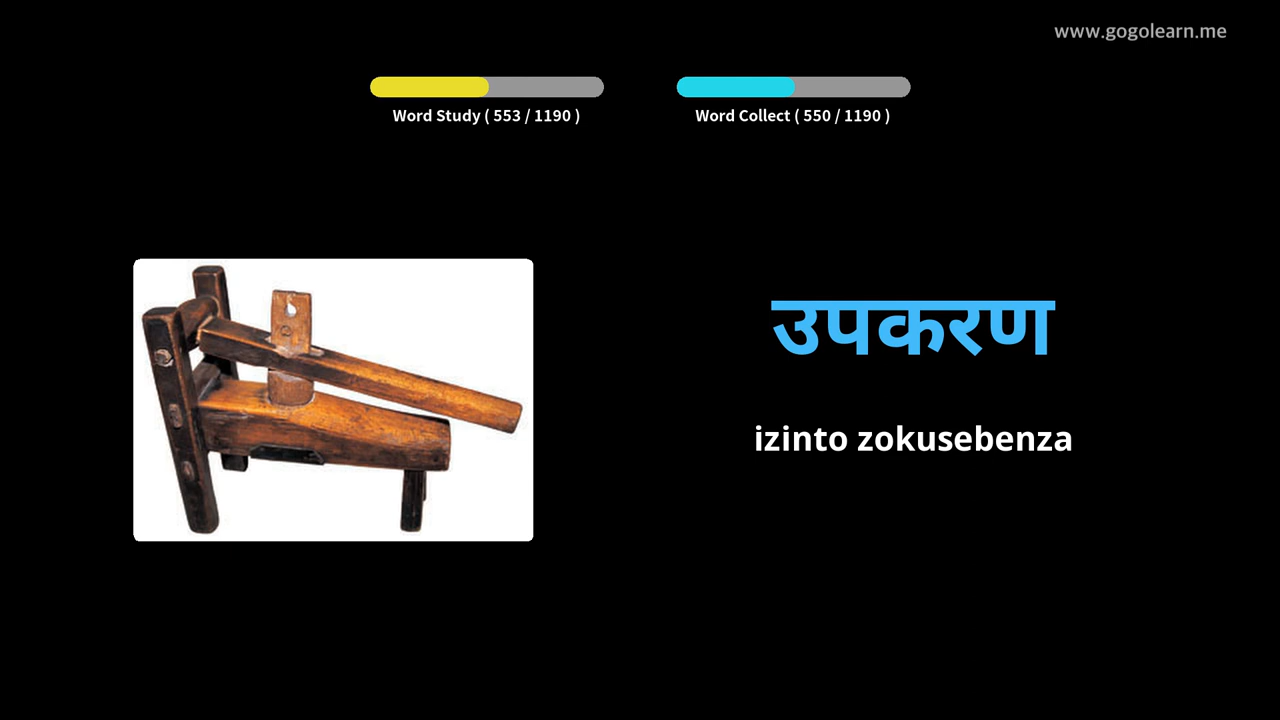 www.gogolearn.me
Word Study ( 553 / 1190 )
Word Collect ( 550 / 1190 )
उपकरण
izinto zokusebenza